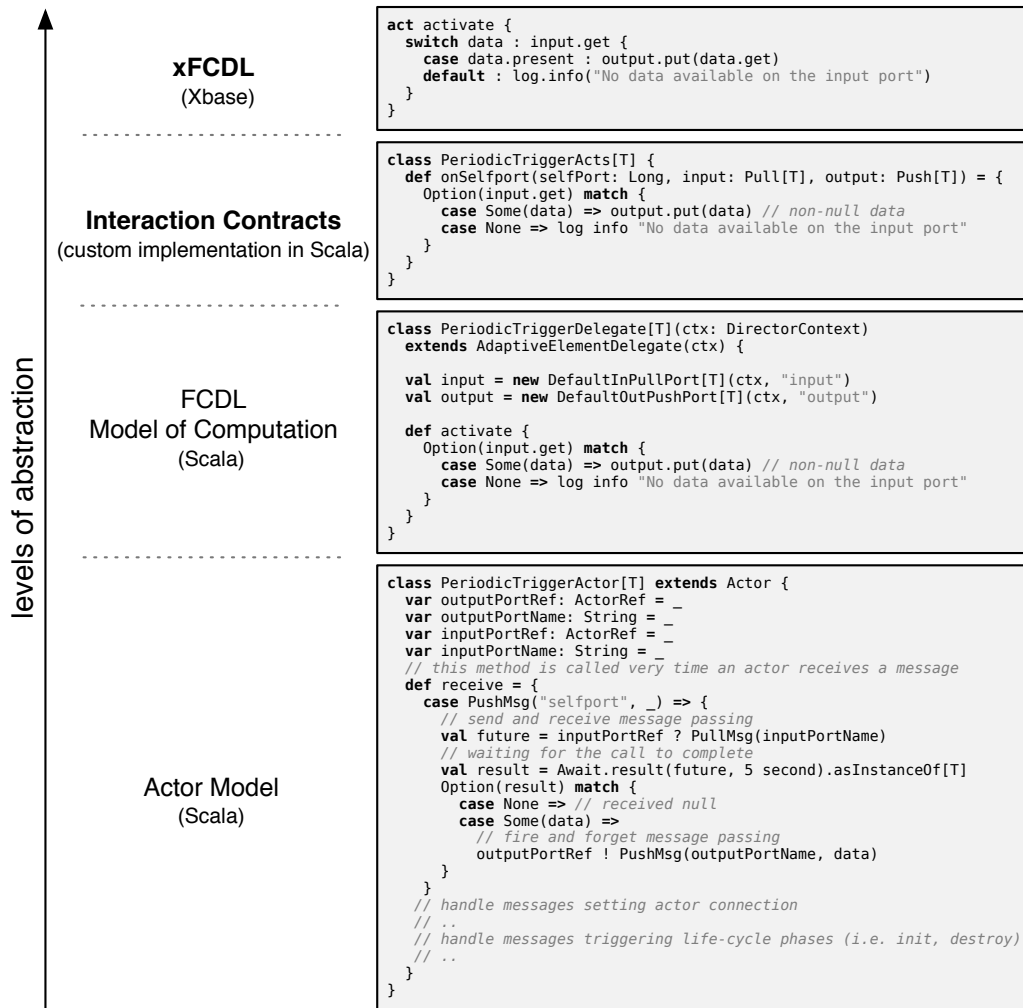 levels of abstraction
xFCDL
(Xbase)
act activate {
  switch data : input.get {
    case data.present : output.put(data.get)
    default : log.info("No data available on the input port")
  }
}
Interaction Contracts
(custom implementation in Scala)
class PeriodicTriggerActs[T] {
  def onSelfport(selfPort: Long, input: Pull[T], output: Push[T]) = {
    Option(input.get) match {
      case Some(data) => output.put(data) // non-null data
      case None => log info "No data available on the input port"
    }
  }
}
FCDL
Model of Computation
(Scala)
class PeriodicTriggerDelegate[T](ctx: DirectorContext)
  extends AdaptiveElementDelegate(ctx) {
  val input = new DefaultInPullPort[T](ctx, "input")
  val output = new DefaultOutPushPort[T](ctx, "output")
  def activate {
    Option(input.get) match {
      case Some(data) => output.put(data) // non-null data
      case None => log info "No data available on the input port"
    }
  }
}
Actor Model
(Scala)
class PeriodicTriggerActor[T] extends Actor {
  var outputPortRef: ActorRef = _
  var outputPortName: String = _
  var inputPortRef: ActorRef = _
  var inputPortName: String = _
  // this method is called very time an actor receives a message
  def receive = {
    case PushMsg("selfport", _) => {
      // send and receive message passing
      val future = inputPortRef ? PullMsg(inputPortName)
      // waiting for the call to complete
      val result = Await.result(future, 5 second).asInstanceOf[T]
      Option(result) match {
        case None => // received null
        case Some(data) =>
          // fire and forget message passing
          outputPortRef ! PushMsg(outputPortName, data)
      }
    }
   // handle messages setting actor connection
   // ..
   // handle messages triggering life-cycle phases (i.e. init, destroy)
   // ..
  }
}